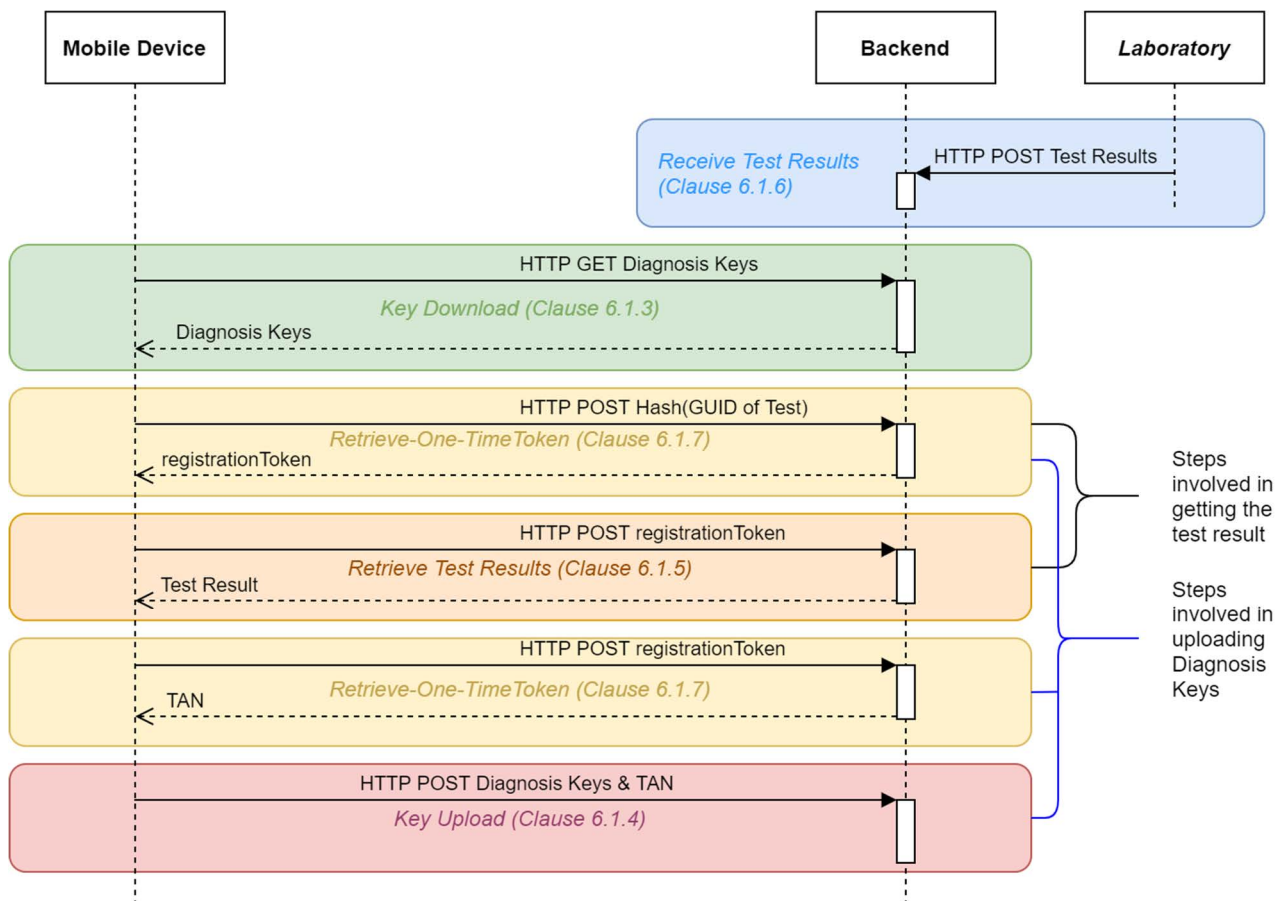 Mobile Device
Backend
Laboratory
Receive Test Results
(Clause 6.1.6)
HTTP POST Test Results
HTTP GET Diagnosis Keys
Key Download (Clause 6.1.3)
Diagnosis Keys
HTTP POST Hash(GUID of Test)
Retrieve-One-TimeToken (Clause 6.1.7)
registrationToken
Steps
involved in
getting the
test result
HTTP POST registrationToken
Retrieve Test Results (Clause 6.1.5)
Test Result
Steps
involved in
uploading
Diagnosis
Keys
HTTP POST registrationToken
Retrieve-One-TimeToken (Clause 6.1.7)
TAN
HTTP POST Diagnosis Keys & TAN
Key Upload (Clause 6.1.4)